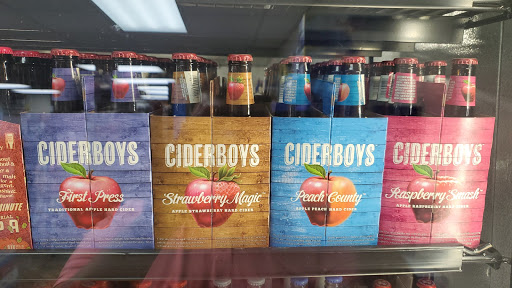 CIDERBOYS
First Press
TRADITIONAL APPLE HARD CIDER
CIDERBOYS
Strawberry Magic
APPLE STRAWBERRY HARD CIDER
CIDERBOYS
Peach County
APPLE PEACH HARD CIDER
CIDERBOYS
Raspberry Smash
APPLE RASPBERRY HARD CIDER
MINUTE